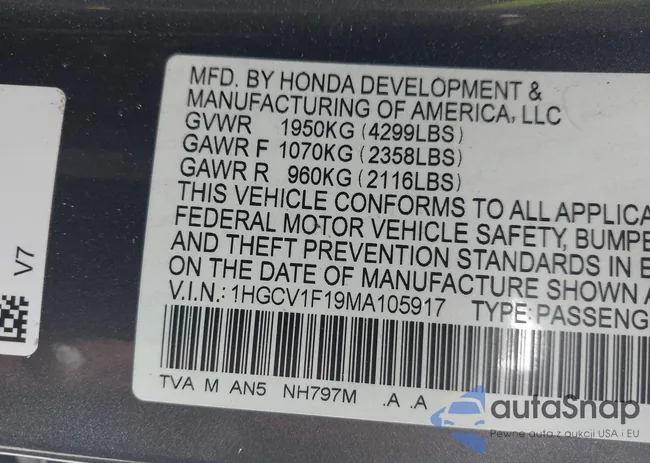 MFD. BY HONDA DEVELOPMENT &
MANUFACTURING OF AMERICA, LLC
GVWR 1950KG (4299LBS)
GAWR F 1070KG (2358LBS)
GAWR R 960KG (2116LBS)
THIS VEHICLE CONFORMS TO ALL APPLICA
FEDERAL MOTOR VEHICLE SAFETY, BUMPE
AND THEFT PREVENTION STANDARDS IN E
ON THE DATE OF MANUFACTURE SHOWN A
V.I.N.: 1HGCV1F19MA105917 TYPE: PASSENG
TVA M AN5 NH797M .A .A
V7
autoSnap
Pewne auta z aukcji USA i EU